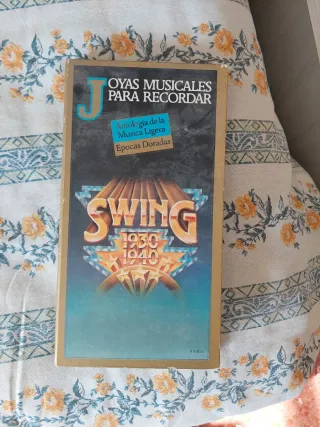 JOYAS MUSICALES
PARA RECORDAR
Antología de la
Música Ligera
Epocas Doradas
SWING
1930
1940